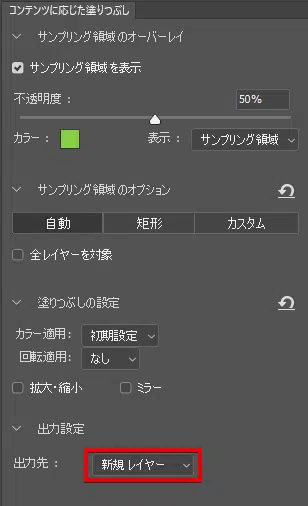 コンテンツに応じた塗りつぶし
サンプリング領域のオーバーレイ
サンプリング領域を表示
不透明度：
50%
カラー： 表示： サンプリング領域
サンプリング領域のオプション
自動 矩形 カスタム
全レイヤーを対象
塗りつぶしの設定
カラー適用： 初期設定
回転適用： なし
拡大・縮小 ミラー
出力設定
出力先： 新規レイヤー